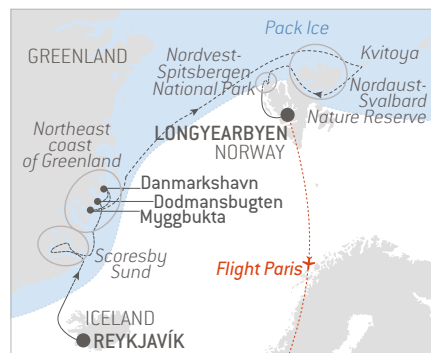 Pack Ice
GREENLAND
Nordvest-
Spitsbergen
National Park
Kvitoya
Nordaust-
Svalbard
Nature Reserve
Northeast
coast
of Greenland
LONGYEARBYEN
NORWAY
Danmarkshavn
Dodmansbugten
Myggbukta
Scoresby
Sund
Flight Paris
ICELAND
REYKJAVÍK